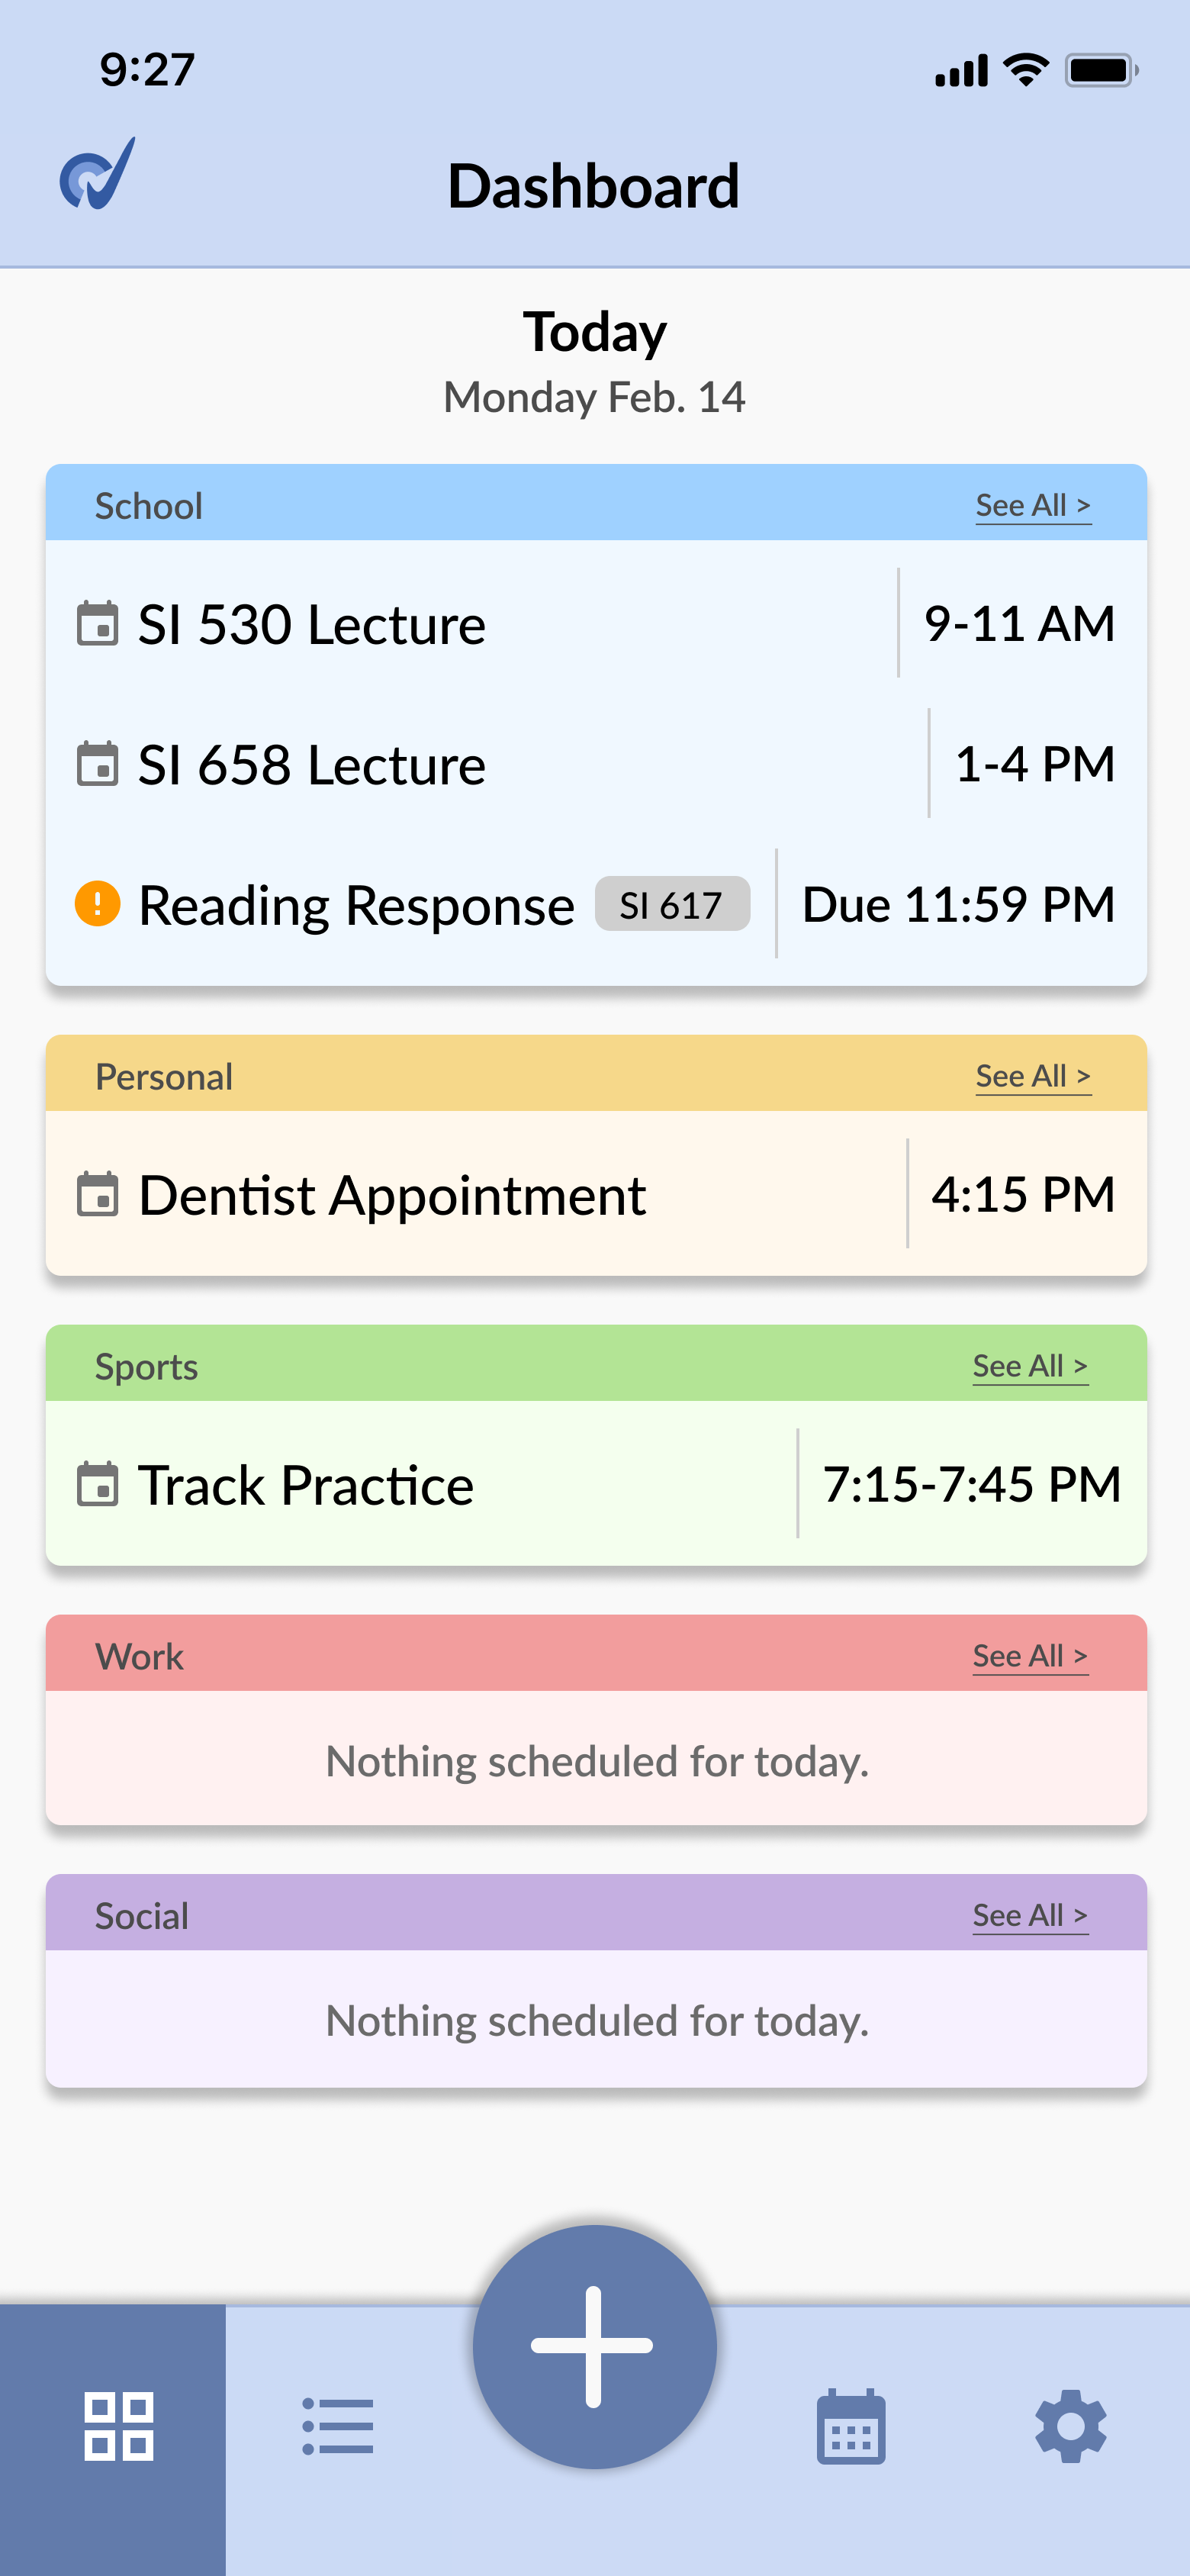 9:27
Dashboard
Today
Monday Feb. 14
School See All >
SI 530 Lecture 9-11 AM
SI 658 Lecture 1-4 PM
Reading Response SI 617 Due 11:59 PM
Personal See All >
Dentist Appointment 4:15 PM
Sports See All >
Track Practice 7:15-7:45 PM
Work See All >
Nothing scheduled for today.
Social See All >
Nothing scheduled for today.